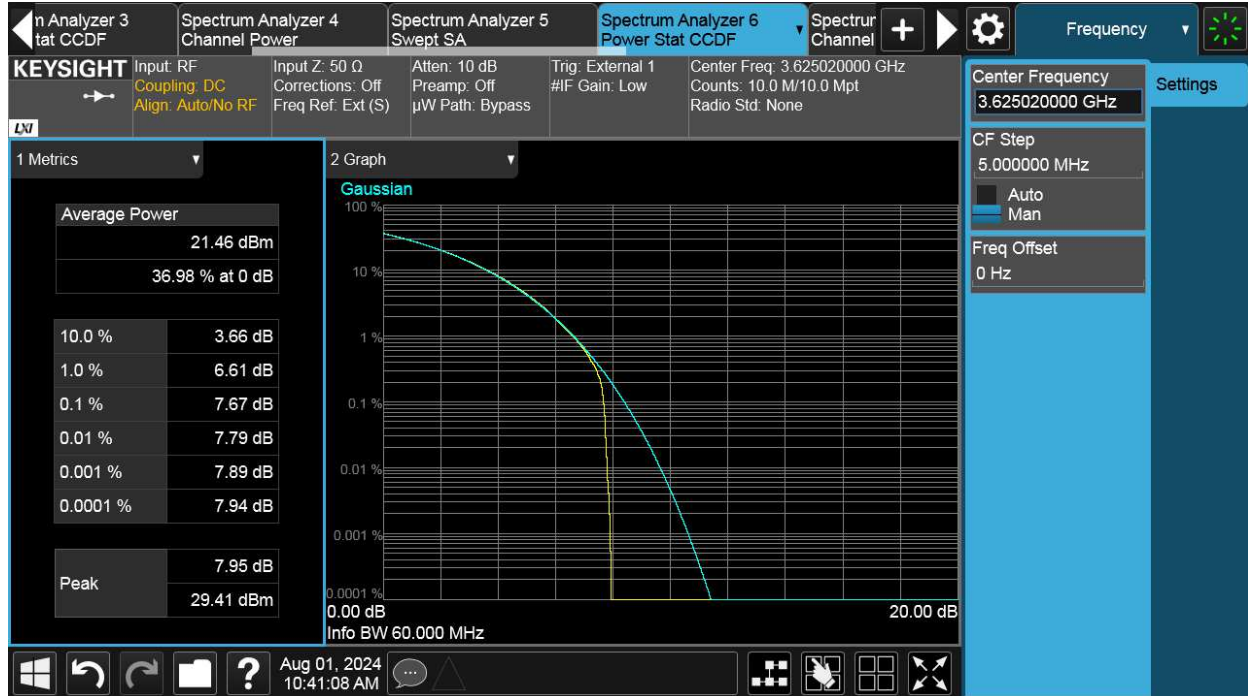 n Analyzer 3
tat CCDF
Spectrum Analyzer 4
Channel Power
Spectrum Analyzer 5
Swept SA
Spectrum Analyzer 6
Power Stat CCDF
Spectrur
Channel
+
Frequency
KEYSIGHT
LXI
Input: RF
Coupling: DC
Align: Auto/No RF
Input Z: 50 Ω
Corrections: Off
Freq Ref: Ext (S)
Atten: 10 dB
Preamp: Off
µW Path: Bypass
Trig: External 1
#IF Gain: Low
Center Freq: 3.625020000 GHz
Counts: 10.0 M/10.0 Mpt
Radio Std: None
Center Frequency
3.625020000 GHz
Settings
CF Step
5.000000 MHz
Auto
Man
Freq Offset
0 Hz
1 Metrics
Average Power
21.46 dBm
36.98 % at 0 dB
10.0 % 3.66 dB
1.0 % 6.61 dB
0.1 % 7.67 dB
0.01 % 7.79 dB
0.001 % 7.89 dB
0.0001 % 7.94 dB
Peak
7.95 dB
29.41 dBm
2 Graph
Gaussian
100 %
10 %
1 %
0.1 %
0.01 %
0.001 %
0.0001 %
0.00 dB 20.00 dB
Info BW 60.000 MHz
?
Aug 01, 2024
10:41:08 AM